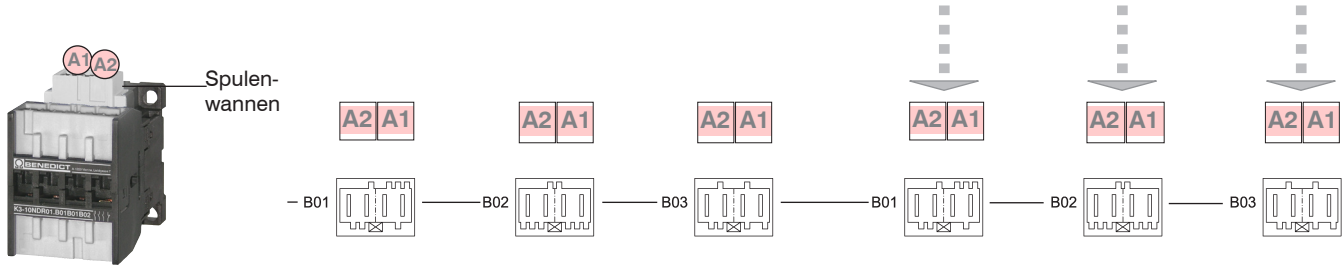 A1 A2
Spulen-
wannen
A2 A1 A2 A1 A2 A1 A2 A1 A2 A1 A2 A1
BENEDICT
K3-10NDR01.B01B01B02
B01 B02 B03 B01 B02 B03